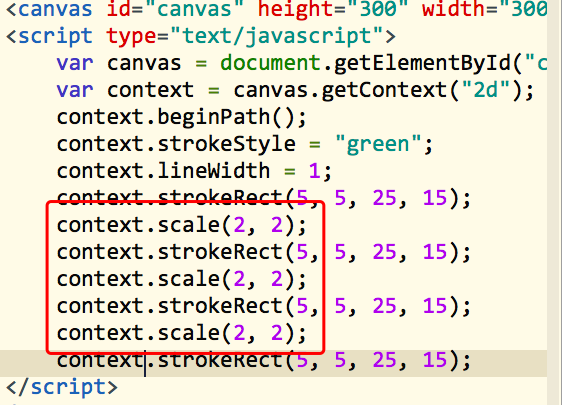 <canvas id="canvas" height="300" width="300
<script type="text/javascript">
var canvas = document.getElementById("c
var context = canvas.getContext("2d");
context.beginPath();
context.strokeStyle = "green";
context.lineWidth = 1;
context.strokeRect(5, 5, 25, 15);
context.scale(2, 2);
context.strokeRect(5, 5, 25, 15);
context.scale(2, 2);
context.strokeRect(5, 5, 25, 15);
context.scale(2, 2);
context.strokeRect(5, 5, 25, 15);
</script>